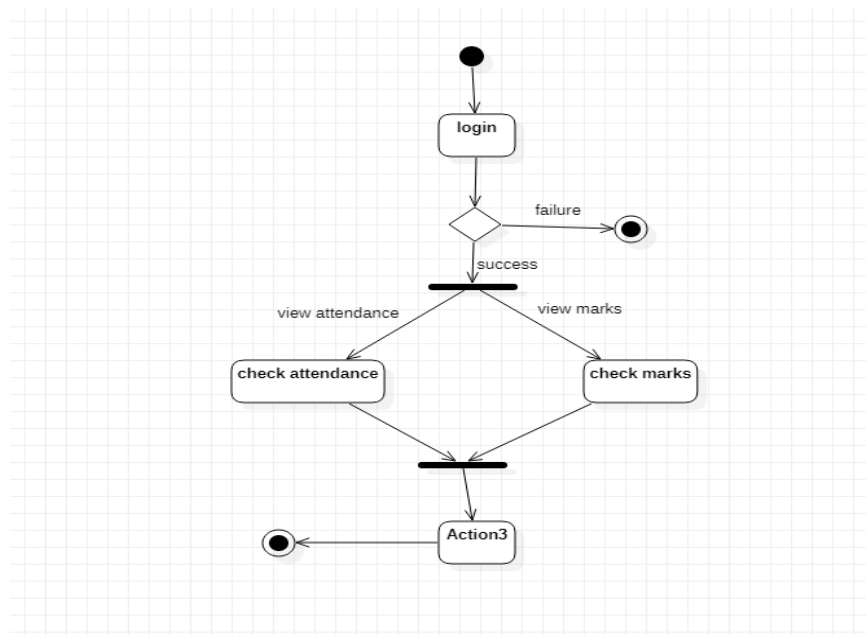 login
failure
success
view attendance
view marks
check attendance
check marks
Action3